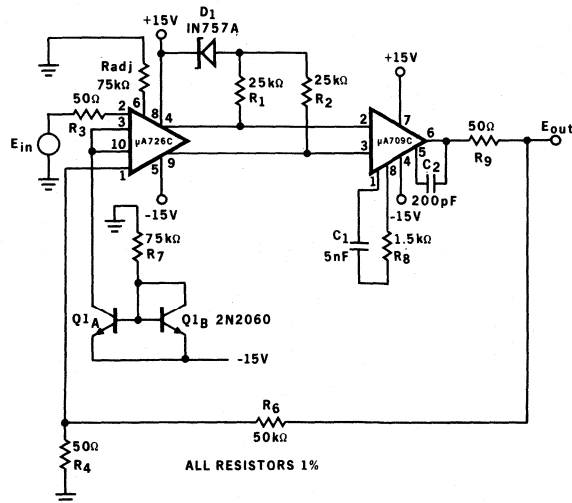 +15V
D1
IN757A
Radj
75kΩ
6
8
4
25kΩ
R1
25kΩ
R2
+15V
50Ω
R3
2
3
10
1
μA726C
5
9
-15V
Ein
2
3
μA709C
7
6
5
1
8
4
-15V
50Ω
R9
Eout
C2
200pF
C1
5nF
1.5kΩ
R8
75kΩ
R7
Q1A
Q1B 2N2060
-15V
R6
50kΩ
50Ω
R4
ALL RESISTORS 1%